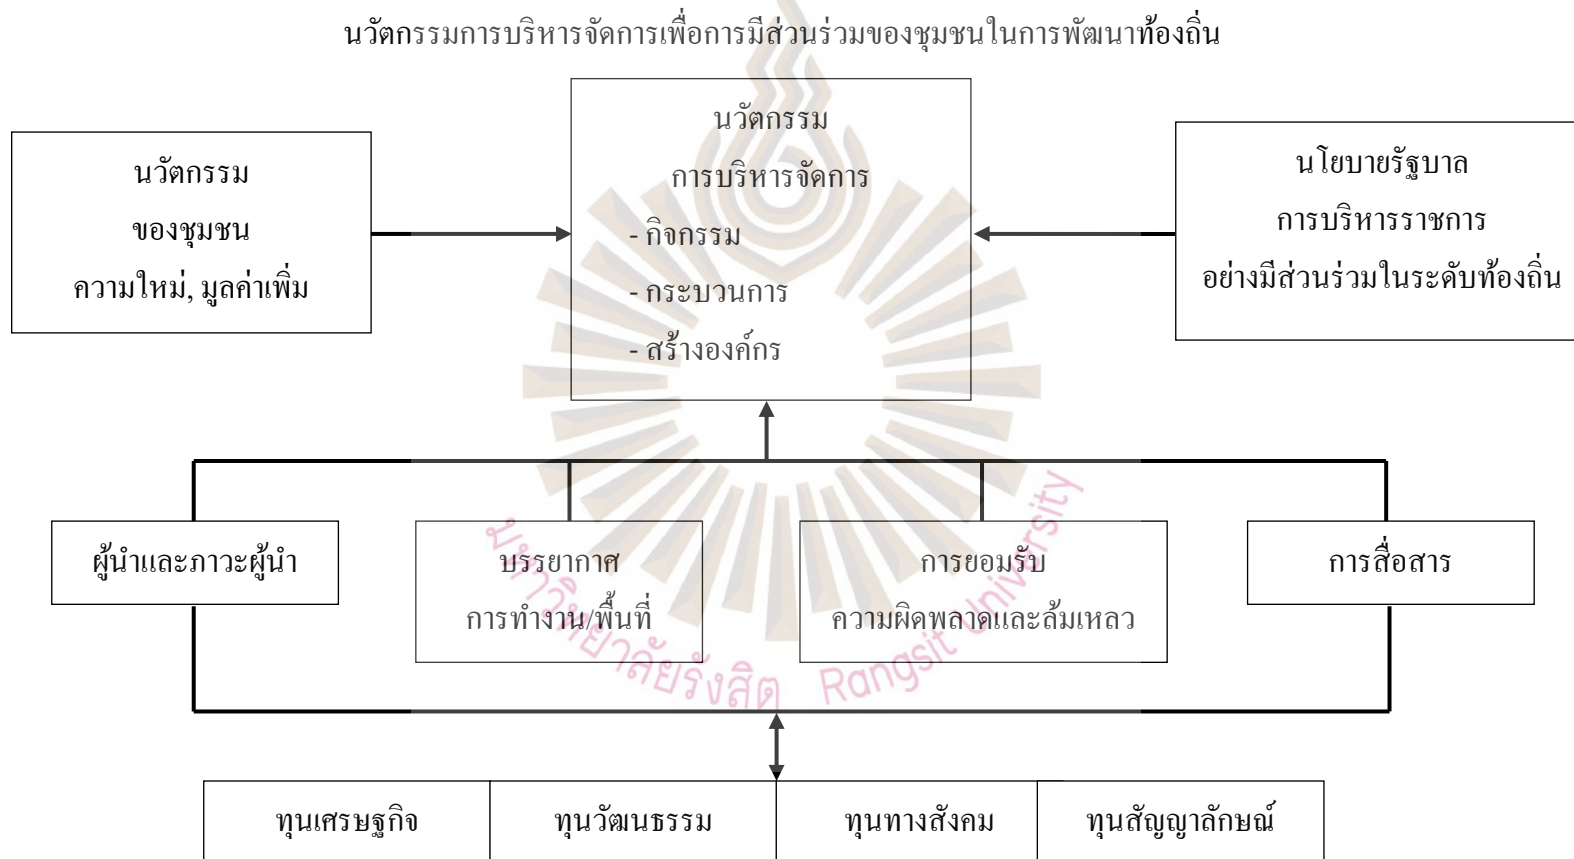 นวัตกรรมการบริหารจัดการเพื่อการมีส่วนร่วมของชุมชนในการพัฒนาท้องถิ่น
นวัตกรรม
ของชุมชน
ความใหม่, มูลค่าเพิ่ม
นวัตกรรม
การบริหารจัดการ
- กิจกรรม
- กระบวนการ
- สร้างองค์กร
นโยบายรัฐบาล
การบริหารราชการ
อย่างมีส่วนร่วมในระดับท้องถิ่น
ผู้นำและภาวะผู้นำ
บรรยากาศ
การทำงาน/พื้นที่
การยอมรับ
ความผิดพลาดและล้มเหลว
การสื่อสาร
มหาวิทยาลัยรังสิต Rangsit University
ทุนเศรษฐกิจ
ทุนวัฒนธรรม
ทุนทางสังคม
ทุนสัญญาลักษณ์